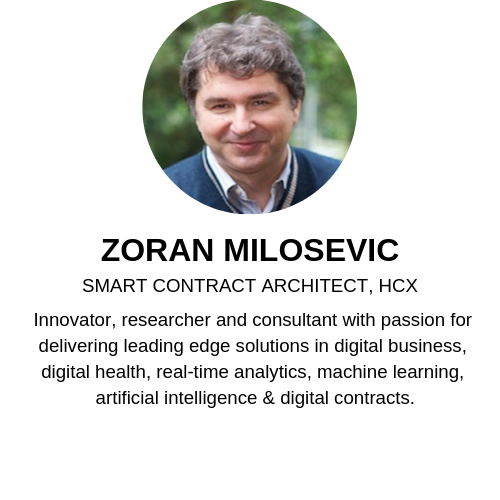 ZORAN MILOSEVIC
SMART CONTRACT ARCHITECT, HCX
Innovator, researcher and consultant with passion for
delivering leading edge solutions in digital business,
digital health, real-time analytics, machine learning,
artificial intelligence & digital contracts.